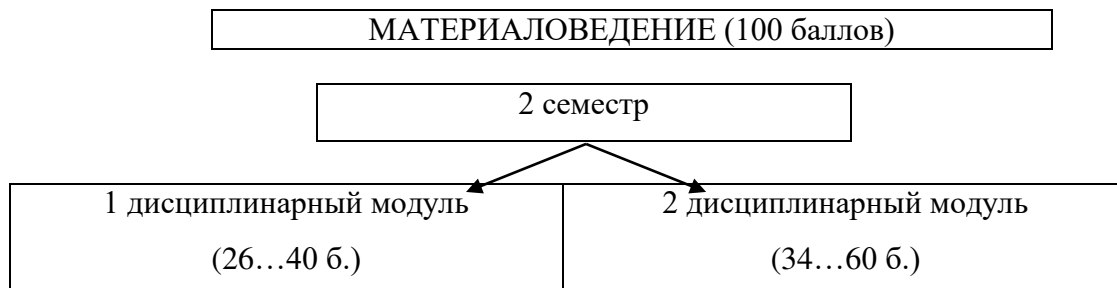 МАТЕРИАЛОВЕДЕНИЕ (100 баллов)
2 семестр
1 дисциплинарный модуль
(26…40 б.)
2 дисциплинарный модуль
(34…60 б.)